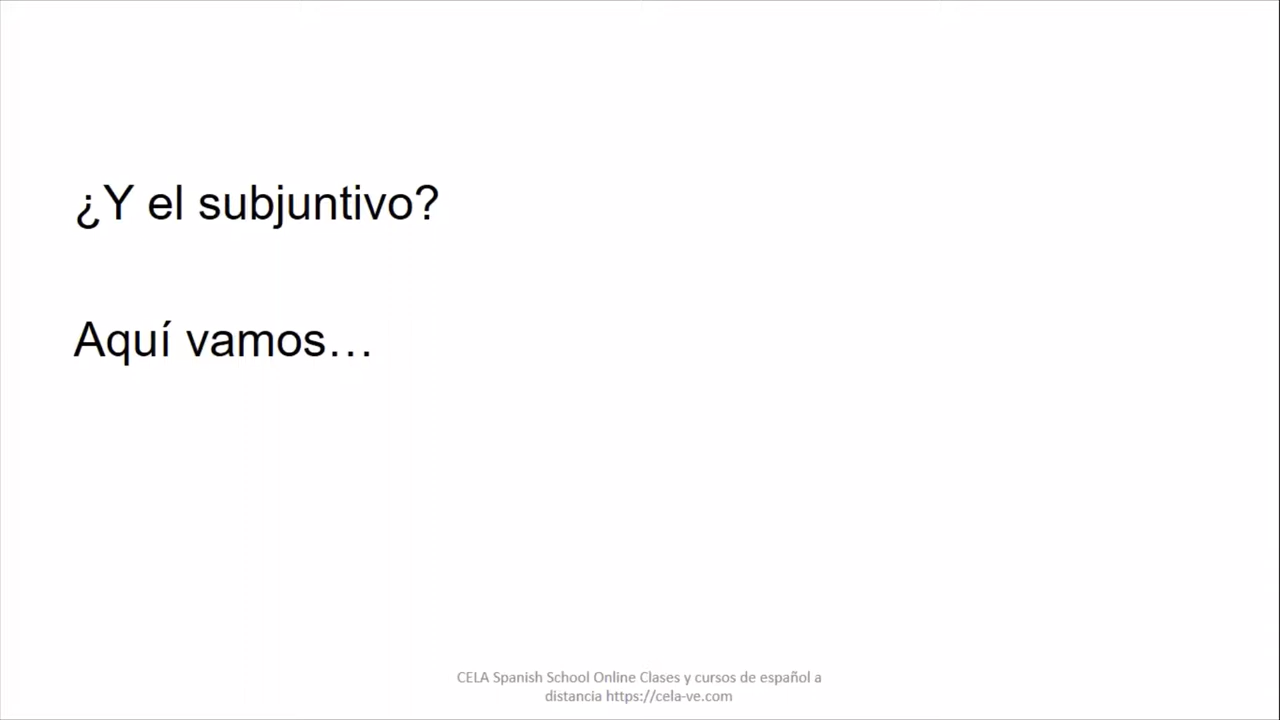 ¿Y el subjuntivo?
Aquí vamos…
CELA Spanish School Online Clases y cursos de español a
distancia https://cela-ve.com